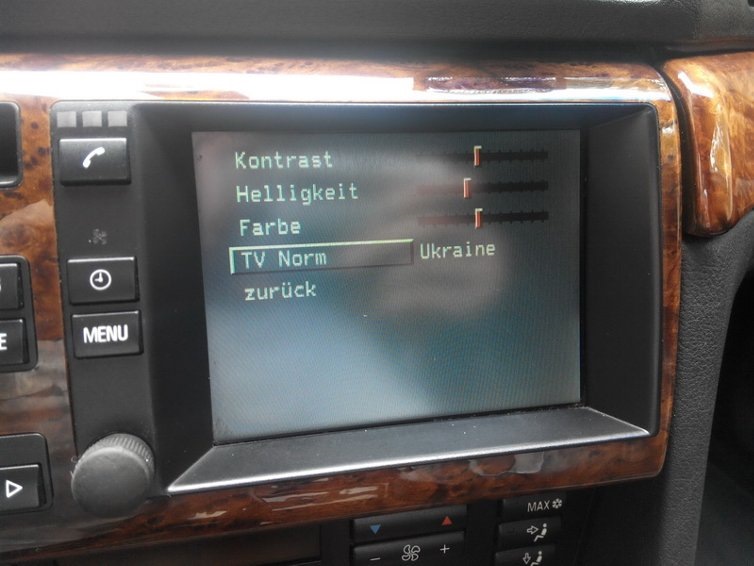 Kontrast
Helligkeit
Farbe
TV Norm Ukraine
zurück
MENU
E
MAX